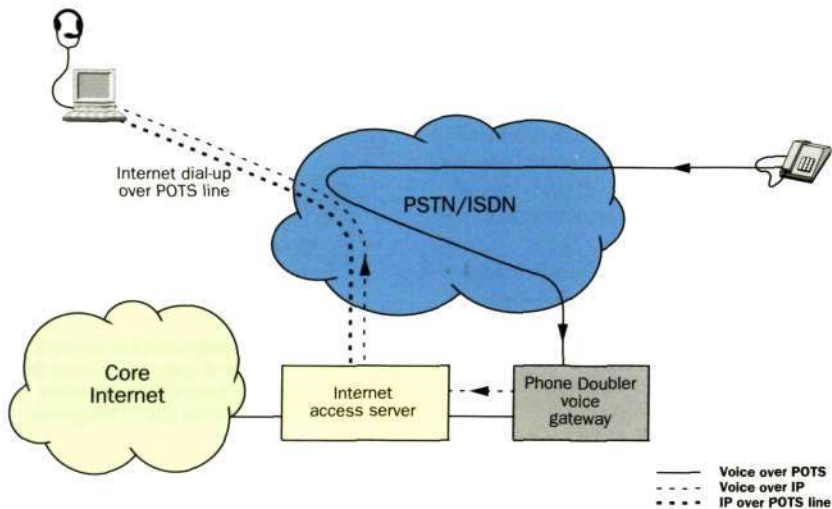 Internet dial-up
over POTS line
PSTN/ISDN
Core
Internet
Internet
access server
Phone Doubler
voice
gateway
Voice over POTS
Voice over IP
IP over POTS line